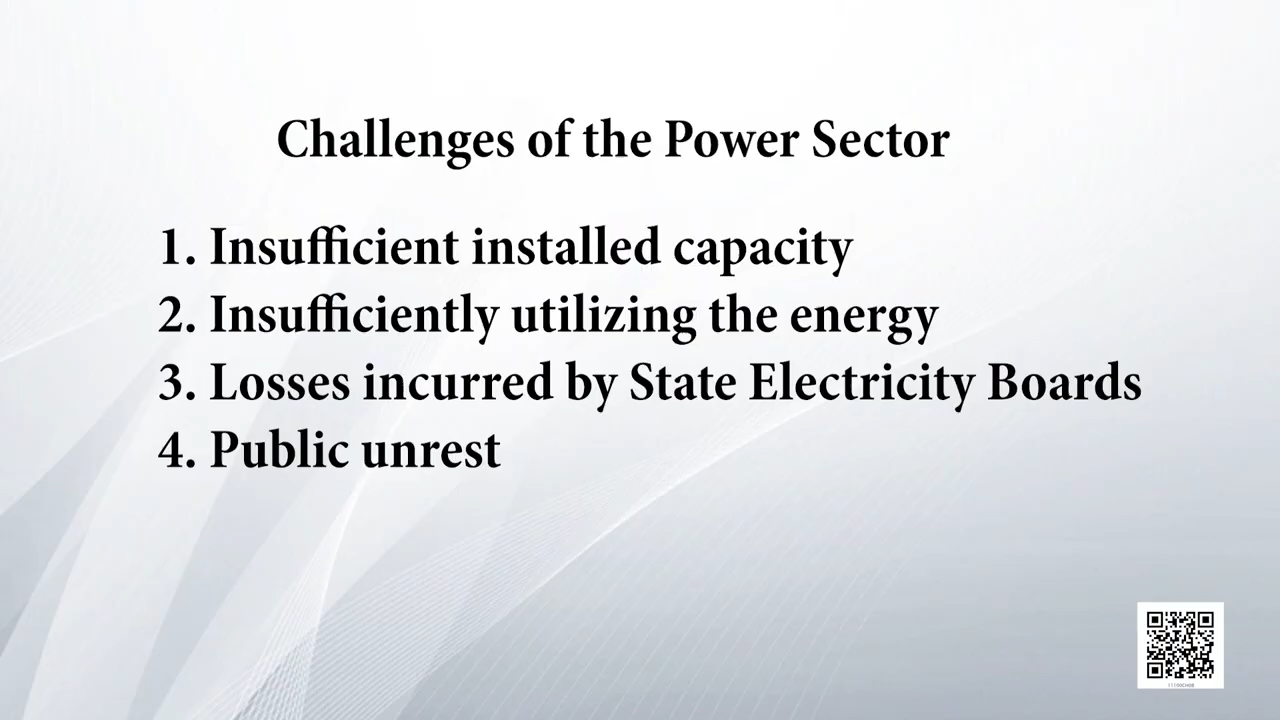 Challenges of the Power Sector
1. Insufficient installed capacity
2. Insufficiently utilizing the energy
3. Losses incurred by State Electricity Boards
4. Public unrest